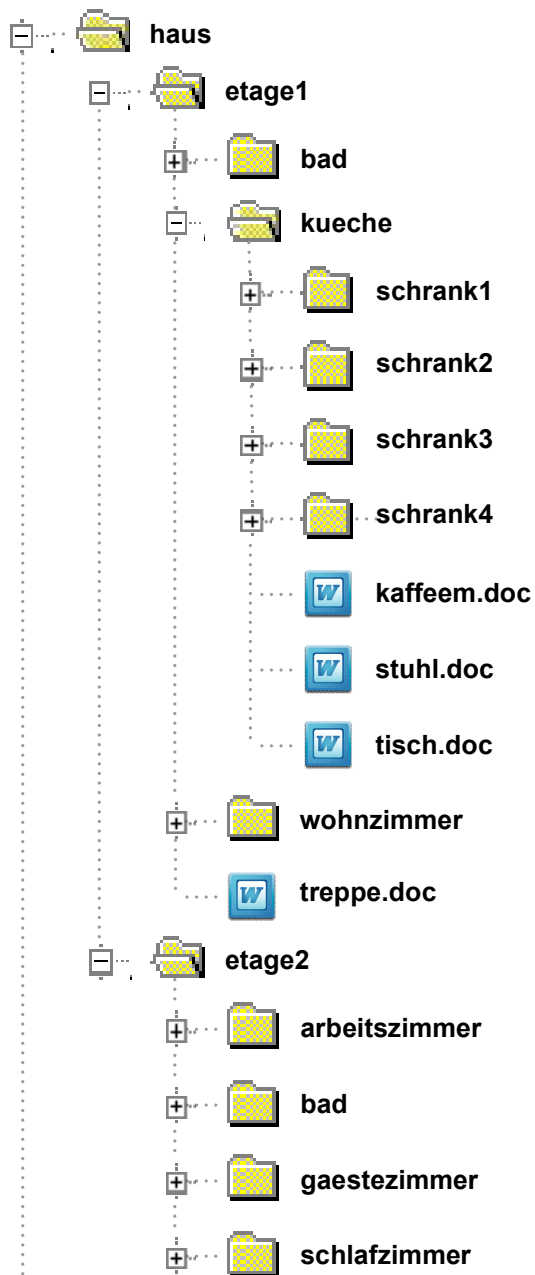 haus
etage1
bad
kueche
schrank1
schrank2
schrank3
schrank4
W kaffeem.doc
W stuhl.doc
W tisch.doc
wohnzimmer
W treppe.doc
etage2
arbeitszimmer
bad
gaestezimmer
schlafzimmer